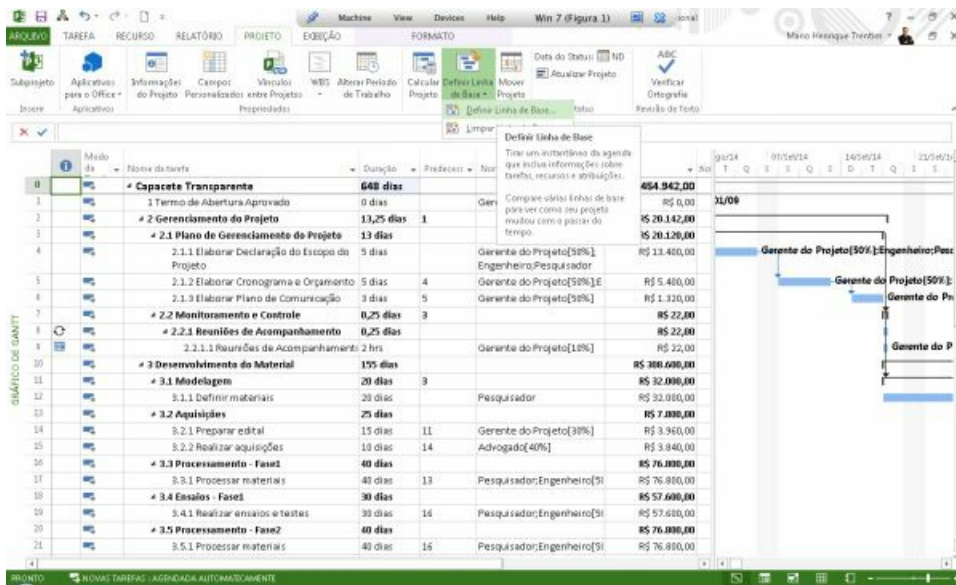 Machine View Devices Help Win 7 (Figura 1)
ARQUIVO TAREFA RECURSO RELATÓRIO PROJETO EXIBIÇÃO FORMATO
Subprojeto
Aplicativos para o Office
Informações do Projeto
Campos Personalizados
Vínculos entre Projetos
WBS
Alterar Período de Trabalho
Calcular Projeto
Definir Linha de Base
Mover Projeto
Data do Status: ND
Atualizar Projeto
ABC
Verificar Ortografia
Inserir Aplicativos Propriedades Status Revisão de Texto
Definir Linha de Base...
Limpar
Definir Linha de Base
Tirar um instantâneo da agenda
que inclua informações sobre
tarefas, recursos e atribuições.
Compare várias linhas de base
para ver como seu projeto
mudou com o passar do
tempo.
Modo da Nome da tarefa Duração Predecess
07/Set/14 14/Set/14 21/Set/14
0 Capacete Transparente 648 dias 454.942,00
1 1 Termo de Abertura Aprovado 0 dias R$ 0,00 01/09
2 2 Gerenciamento do Projeto 13,25 dias 1 R$ 20.142,00
3 2.1 Plano de Gerenciamento do Projeto 13 dias R$ 20.120,00
4 2.1.1 Elaborar Declaração do Escopo do Projeto 5 dias Gerente do Projeto[50%];Engenheiro;Pesquisador R$ 13.400,00 Gerente do Projeto[50%];Engenheiro;Pesc
5 2.1.2 Elaborar Cronograma e Orçamento 5 dias 4 Gerente do Projeto[50%];E R$ 5.400,00 Gerente do Projeto[50%];E
6 2.1.3 Elaborar Plano de Comunicação 3 dias 5 Gerente do Projeto[50%] R$ 1.320,00 Gerente do Pr
7 2.2 Monitoramento e Controle 0,25 dias 3 R$ 22,00
8 2.2.1 Reuniões de Acompanhamento 0,25 dias R$ 22,00
9 2.2.1.1 Reuniões de Acompanhament 2 hrs Gerente do Projeto[10%] R$ 22,00 Gerente do P
10 3 Desenvolvimento do Material 155 dias R$ 300.600,00
11 3.1 Modelagem 20 dias 3 R$ 32.000,00
12 3.1.1 Definir materiais 20 dias Pesquisador R$ 32.000,00
13 3.2 Aquisições 25 dias R$ 7.800,00
14 3.2.1 Preparar edital 15 dias 11 Gerente do Projeto[30%] R$ 3.960,00
15 3.2.2 Realizar aquisições 10 dias 14 Advogado[40%] R$ 3.840,00
16 3.3 Processamento - Fase1 40 dias R$ 76.800,00
17 3.3.1 Processar materiais 40 dias 13 Pesquisador;Engenheiro[5 R$ 76.800,00
18 3.4 Ensaios - Fase1 30 dias R$ 57.600,00
19 3.4.1 Realizar ensaios e testes 30 dias 16 Pesquisador;Engenheiro[5 R$ 57.600,00
20 3.5 Processamento - Fase2 40 dias R$ 76.800,00
21 3.5.1 Processar materiais 40 dias 16 Pesquisador;Engenheiro[5 R$ 76.800,00
GRÁFICO DE GANTT
PRONTO NOVAS TAREFAS : AGENDADA AUTOMATICAMENTE